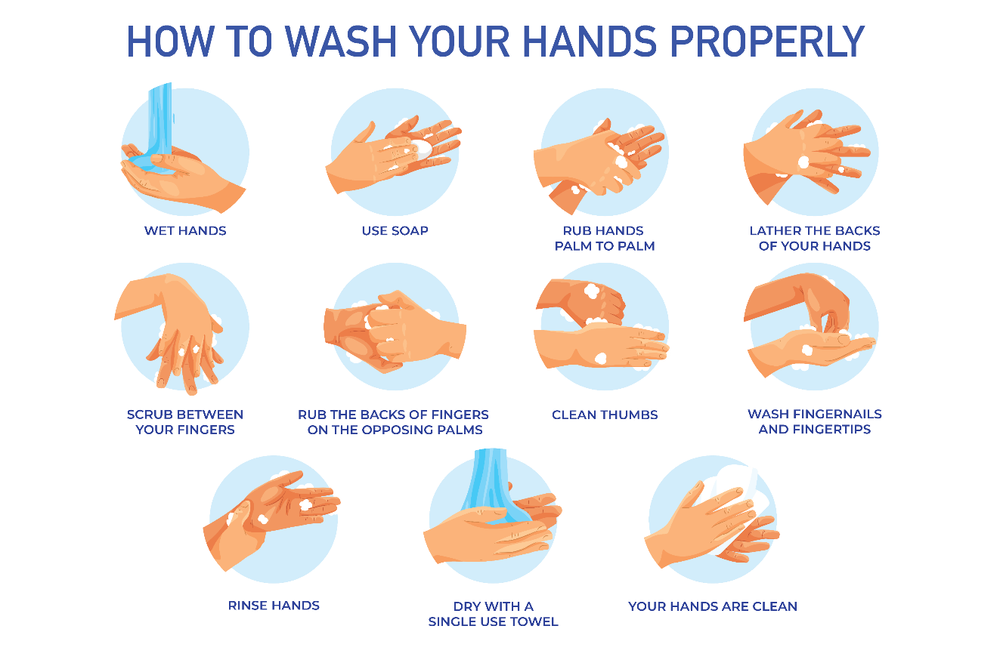 HOW TO WASH YOUR HANDS PROPERLY
WET HANDS
USE SOAP
RUB HANDS
PALM TO PALM
LATHER THE BACKS
OF YOUR HANDS
SCRUB BETWEEN
YOUR FINGERS
RUB THE BACKS OF FINGERS
ON THE OPPOSING PALMS
CLEAN THUMBS
WASH FINGERNAILS
AND FINGERTIPS
RINSE HANDS
DRY WITH A
SINGLE USE TOWEL
YOUR HANDS ARE CLEAN